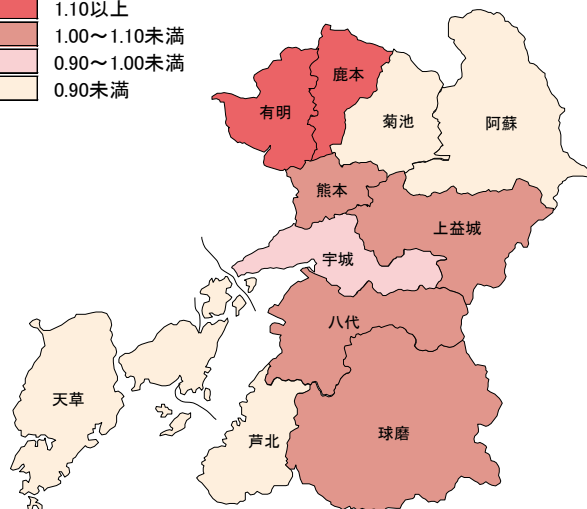 1.10以上
1.00～1.10未満
0.90～1.00未満
0.90未満
鹿本
有明
菊池
阿蘇
熊本
上益城
宇城
八代
天草
芦北
球磨